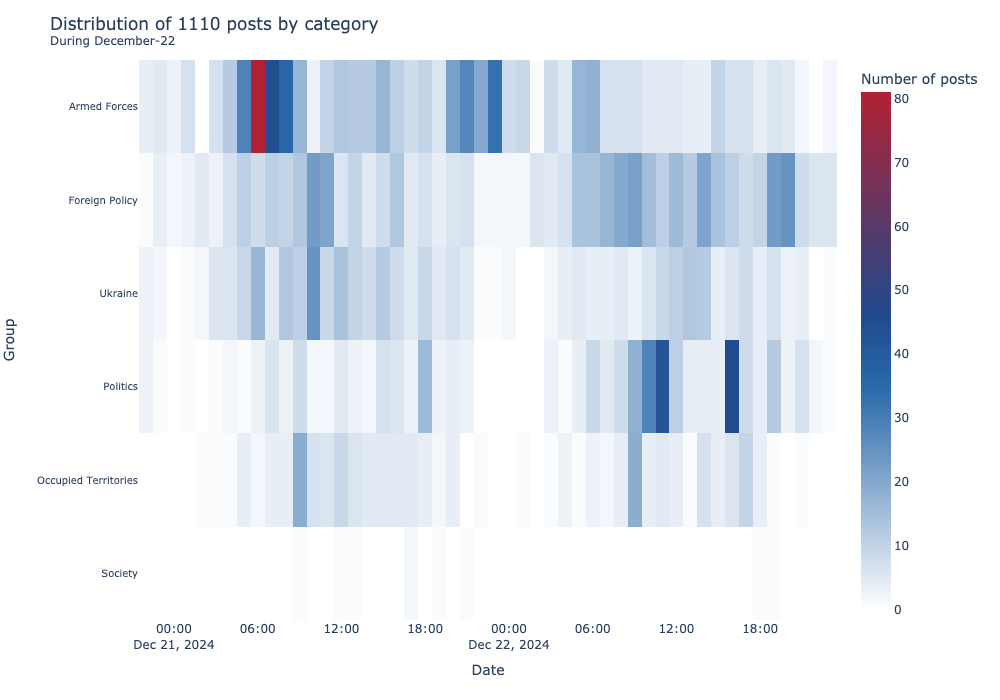 Distribution of 1110 posts by category
During December-22
Number of posts
80
70
60
50
40
30
20
10
0
Group
Armed Forces
Foreign Policy
Ukraine
Politics
Occupied Territories
Society
00:00 06:00 12:00 18:00 00:00 06:00 12:00 18:00
Dec 21, 2024 Dec 22, 2024
Date